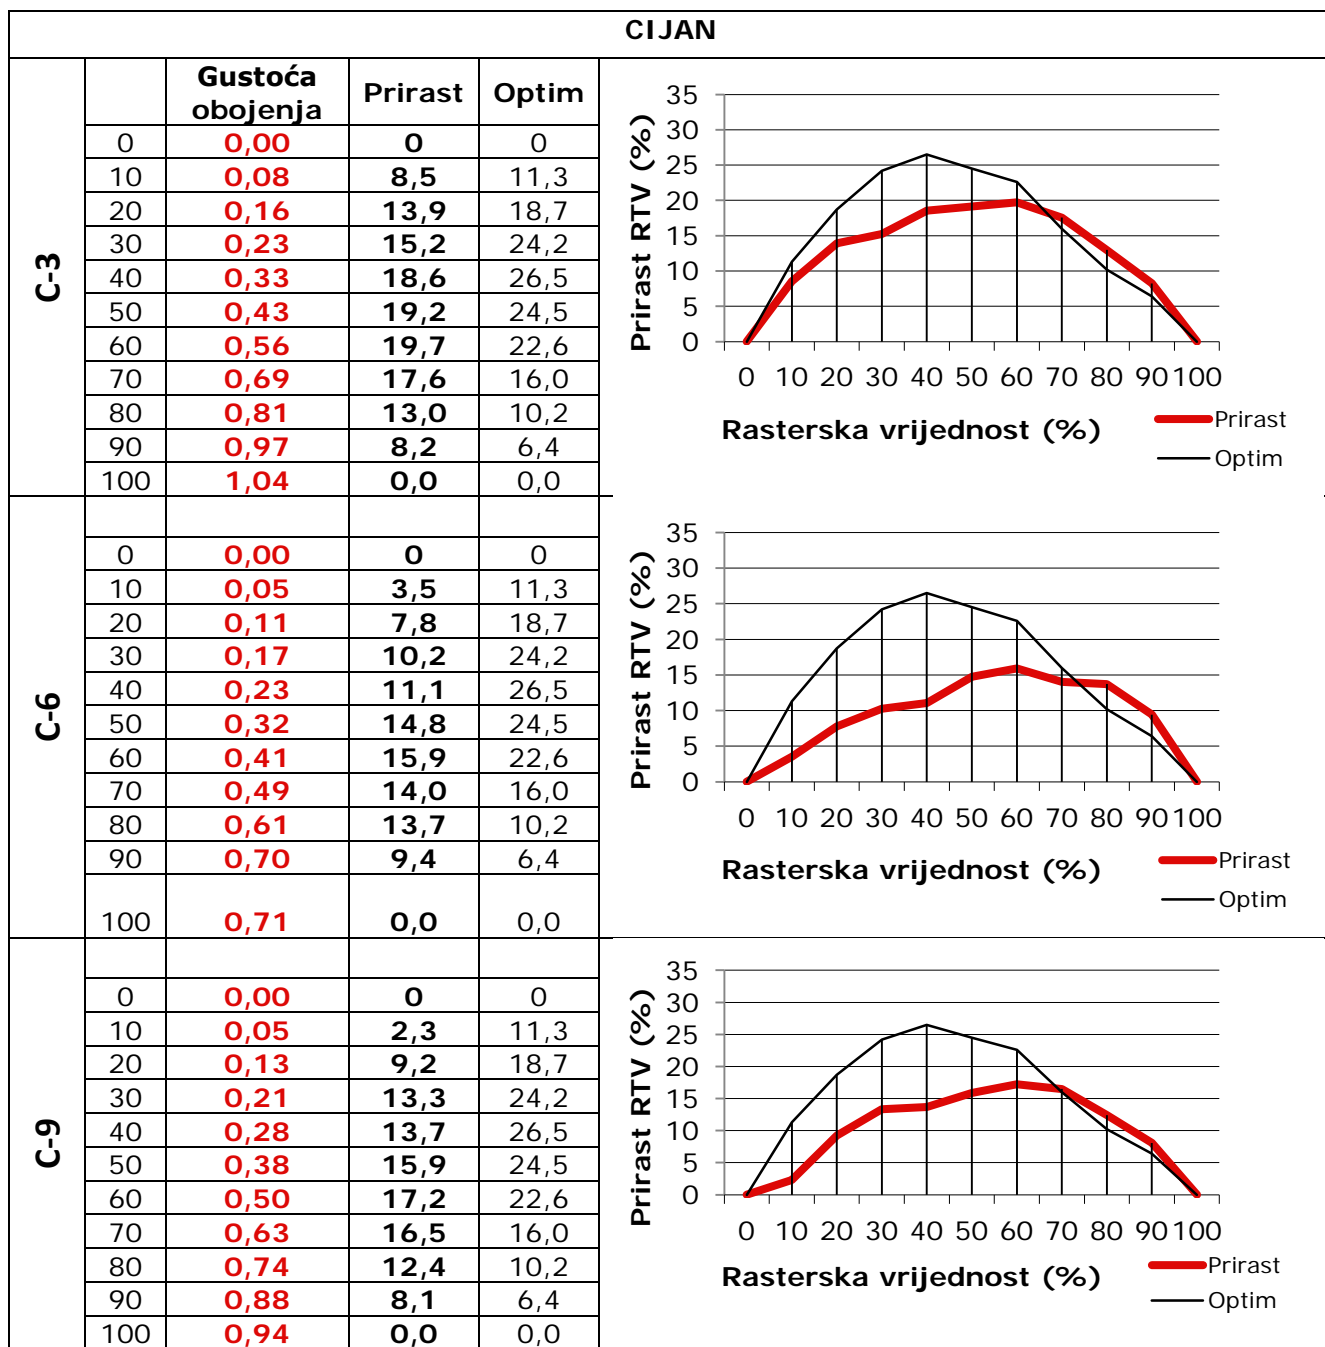 CIJAN
C-3
Gustoća obojenja Prirast Optim
0 0,00 0 0
10 0,08 8,5 11,3
20 0,16 13,9 18,7
30 0,23 15,2 24,2
40 0,33 18,6 26,5
50 0,43 19,2 24,5
60 0,56 19,7 22,6
70 0,69 17,6 16,0
80 0,81 13,0 10,2
90 0,97 8,2 6,4
100 1,04 0,0 0,0
Prirast RTV (%)
35
30
25
20
15
10
5
0
0 10 20 30 40 50 60 70 80 90 100
Rasterska vrijednost (%)
Prirast
Optim
C-6
0 0,00 0 0
10 0,05 3,5 11,3
20 0,11 7,8 18,7
30 0,17 10,2 24,2
40 0,23 11,1 26,5
50 0,32 14,8 24,5
60 0,41 15,9 22,6
70 0,49 14,0 16,0
80 0,61 13,7 10,2
90 0,70 9,4 6,4
100 0,71 0,0 0,0
Prirast RTV (%)
35
30
25
20
15
10
5
0
0 10 20 30 40 50 60 70 80 90 100
Rasterska vrijednost (%)
Prirast
Optim
C-9
0 0,00 0 0
10 0,05 2,3 11,3
20 0,13 9,2 18,7
30 0,21 13,3 24,2
40 0,28 13,7 26,5
50 0,38 15,9 24,5
60 0,50 17,2 22,6
70 0,63 16,5 16,0
80 0,74 12,4 10,2
90 0,88 8,1 6,4
100 0,94 0,0 0,0
Prirast RTV (%)
35
30
25
20
15
10
5
0
0 10 20 30 40 50 60 70 80 90 100
Rasterska vrijednost (%)
Prirast
Optim